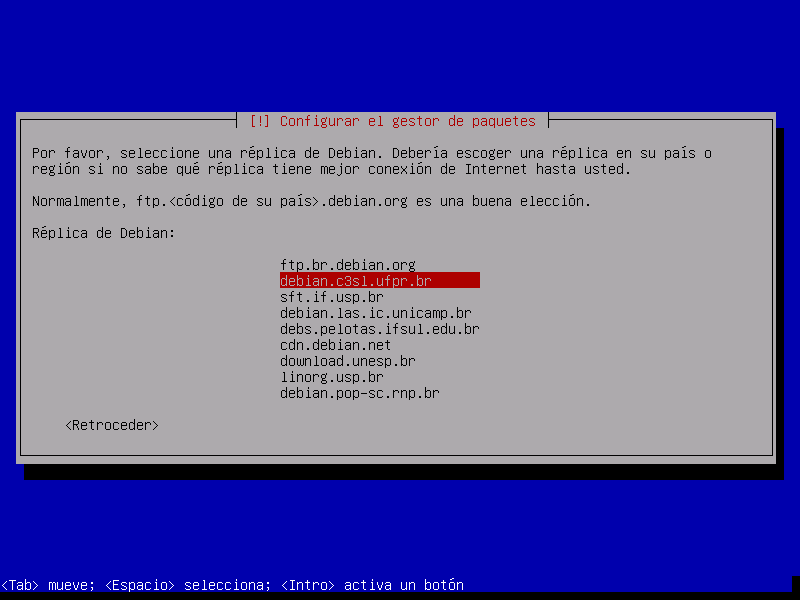 [!] Configurar el gestor de paquetes
Por favor, seleccione una réplica de Debian. Debería escoger una réplica en su país o
región si no sabe qué réplica tiene mejor conexión de Internet hasta usted.
Normalmente, ftp.<código de su país>.debian.org es una buena elección.
Réplica de Debian:
ftp.br.debian.org
debian.c3sl.ufpr.br
sft.if.usp.br
debian.las.ic.unicamp.br
debs.pelotas.ifsul.edu.br
cdn.debian.net
download.unesp.br
linorg.usp.br
debian.pop-sc.rnp.br
<Retroceder>
<Tab> mueve; <Espacio> selecciona; <Intro> activa un botón